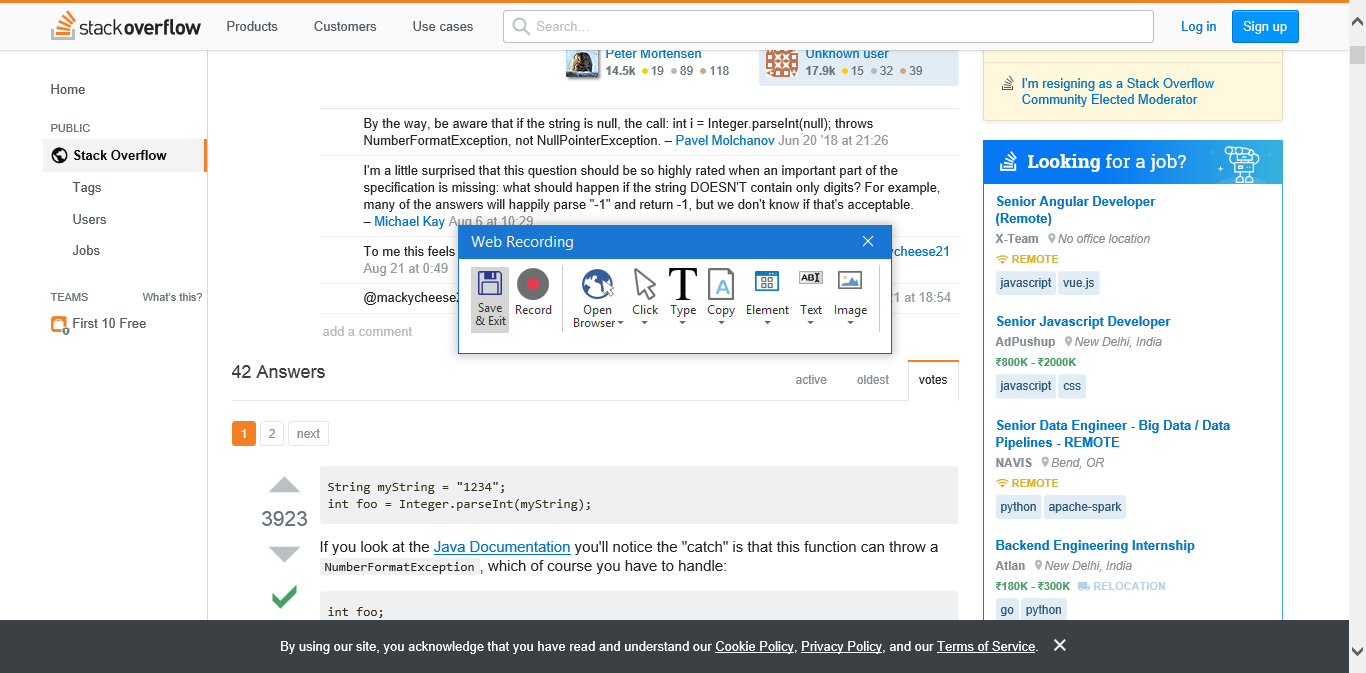 stackoverflow
Products
Customers
Use cases
Search...
Log in
Sign up
Home
PUBLIC
Stack Overflow
Tags
Users
Jobs
TEAMS
What's this?
First 10 Free
Peter Mortensen
14.5k 19 89 118
Unknown user
17.9k 15 32 39
By the way, be aware that if the string is null, the call: int i = Integer.parseInt(null); throws
NumberFormatException, not NullPointerException. – Pavel Molchanov Jun 20 '18 at 21:26
I'm a little surprised that this question should be so highly rated when an important part of the
specification is missing: what should happen if the string DOESN'T contain only digits? For example,
many of the answers will happily parse "-1" and return -1, but we don't know if that's acceptable.
– Michael Kay Aug 6 at 10:29
To me this feels
ycheese21
Aug 21 at 0:49
@mackycheese
1 at 18:54
add a comment
Web Recording
Save
& Exit
Record
Open
Browser
Click
Type
Copy
Element
ABI
Text
Image
42 Answers
active
oldest
votes
1
2
next
3923
String myString = "1234";
int foo = Integer.parseInt(myString);
If you look at the Java Documentation you'll notice the "catch" is that this function can throw a
NumberFormatException, which of course you have to handle:
int foo;
I'm resigning as a Stack Overflow
Community Elected Moderator
Looking for a job?
Senior Angular Developer
(Remote)
X-Team No office location
REMOTE
javascript vue.js
Senior Javascript Developer
AdPushup New Delhi, India
₹800K - ₹2000K
javascript css
Senior Data Engineer - Big Data / Data
Pipelines - REMOTE
NAVIS Bend, OR
REMOTE
python apache-spark
Backend Engineering Internship
Atlan New Delhi, India
₹180K - ₹300K RELOCATION
go python
By using our site, you acknowledge that you have read and understand our Cookie Policy, Privacy Policy, and our Terms of Service.